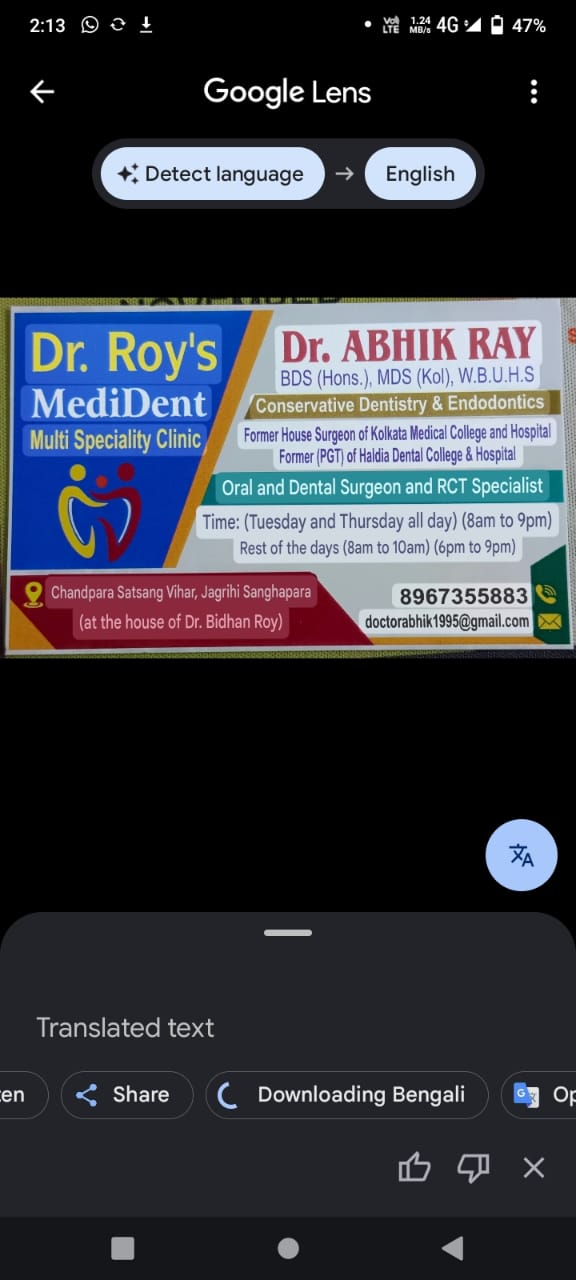 2:13
VoI LTE 1.24 MB/s 4G 47%
Google Lens
Detect language → English
Dr. Roy's
MediDent
Multi Speciality Clinic
Dr. ABHIK RAY
BDS (Hons.), MDS (Kol), W.B.U.H.S
Conservative Dentistry & Endodontics
Former House Surgeon of Kolkata Medical College and Hospital
Former (PGT) of Haldia Dental College & Hospital
Oral and Dental Surgeon and RCT Specialist
Time: (Tuesday and Thursday all day) (8am to 9pm)
Rest of the days (8am to 10am) (6pm to 9pm)
Chandpara Satsang Vihar, Jagrihi Sanghapara
(at the house of Dr. Bidhan Roy)
8967355883
doctorabhik1995@gmail.com
Translated text
Share
Downloading Bengali